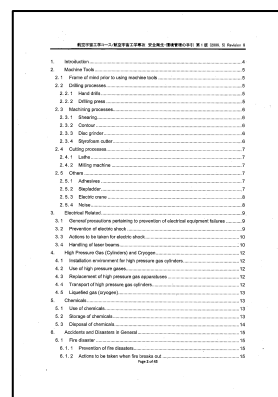 航空宇宙工学コース/航空宇宙工学専攻 安全衛生・環境管理の手引 第1版 (2009. 5) Revision 0
1. Introduction 4
2. Machine Tools 5
2.1 Frame of mind prior to using machine tools 5
2.2 Drilling processes 5
2.2.1 Hand drills 5
2.2.2 Drilling press 5
2.3 Machining processes 6
2.3.1 Shearing 6
2.3.2 Contour 6
2.3.3 Disc grinder 6
2.3.4 Styrofoam cutter 6
2.4 Cutting processes 7
2.4.1 Lathe 7
2.4.2 Milling machine 7
2.5 Others 7
2.5.1 Adhesives 7
2.5.2 Stepladder 7
2.5.3 Electric crane 8
2.5.4 Noise 8
3. Electrical Related 9
3.1 General precautions pertaining to prevention of electrical equipment failures 9
3.2 Prevention of electric shock 9
3.3 Actions to be taken for electric shock 10
3.4 Handling of laser beams 10
4. High Pressure Gas (Cylinders) and Cryogen 12
4.1 Installation environment for high pressure gas cylinders 12
4.2 Use of high pressure gases 12
4.3 Replacement of high pressure gas apparatuses 12
4.4 Transport of high pressure gas cylinders 12
4.5 Liquefied gas (cryogen) 13
5. Chemicals 13
5.1 Use of chemicals 13
5.2 Storage of chemicals 13
5.3 Disposal of chemicals 14
6. Accidents and Disasters in General 15
6.1 Fire disaster 15
6.1.1 Prevention of fire disasters 15
6.1.2 Actions to be taken when fire breaks out 15